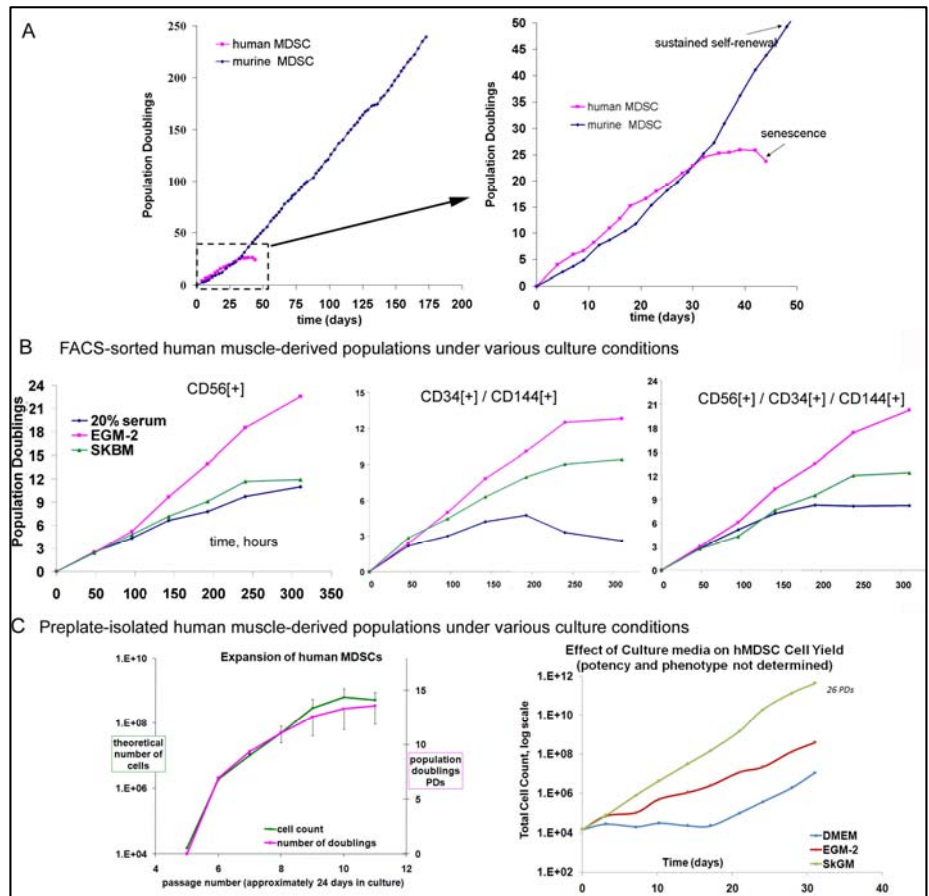 A
human MDSC
murine MDSC
Population Doublings
250
200
150
100
50
0
0 25 50 75 100 125 150 175 200
time (days)
50
45
40
35
30
25
20
15
10
5
0
sustained self-renewal
human MDSC
murine MDSC
senescence
Population Doublings
0 10 20 30 40 50
time (days)
B FACS-sorted human muscle-derived populations under various culture conditions
CD56[+]
20% serum
EGM-2
SKBM
Population Doublings
24
21
18
15
12
9
6
3
0
time, hours
0 50 100 150 200 250 300 350
CD34[+] / CD144[+]
15
12
9
6
3
0
0 50 100 150 200 250 300
CD56[+] / CD34[+] / CD144[+]
24
21
18
15
12
9
6
3
0
0 50 100 150 200 250 300
C Preplate-isolated human muscle-derived populations under various culture conditions
Expansion of human MDSCs
1.E+10
1.E+08
1.E+06
1.E+04
theoretical
number of
cells
15
10
5
0
population
doublings
PDs
cell count
number of doublings
4 6 8 10 12
passage number (approximately 24 days in culture)
Effect of Culture media on hMDSC Cell Yield
(potency and phenotype not determined)
Total Cell Count, log scale
1.E+12
1.E+10
1.E+08
1.E+06
1.E+04
1.E+02
26 PDs
DMEM
EGM-2
SkGM
Time (days)
0 10 20 30 40